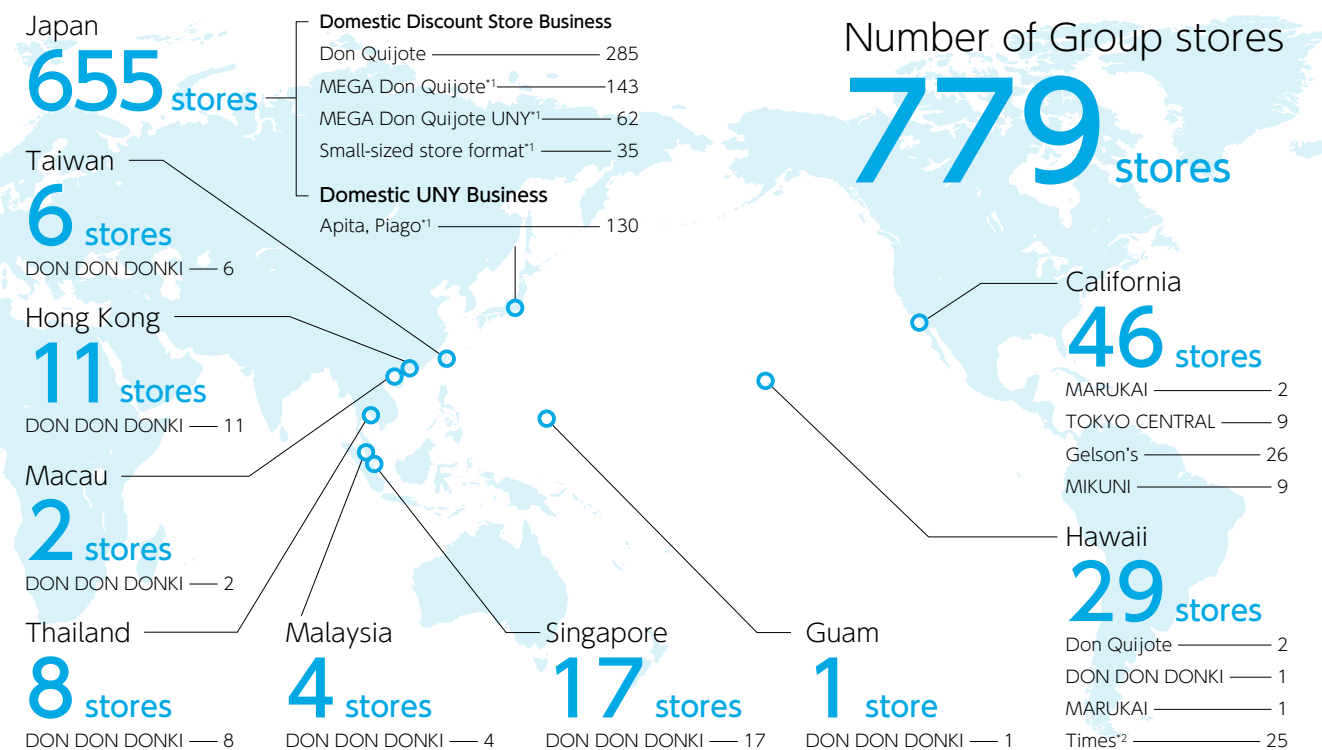 Number of Group stores
779 stores
Japan
655 stores
Domestic Discount Store Business
Don Quijote 285
MEGA Don Quijote*1 143
MEGA Don Quijote UNY*1 62
Small-sized store format*1 35
Domestic UNY Business
Apita, Piago*1 130
Taiwan
6 stores
DON DON DONKI 6
Hong Kong
11 stores
DON DON DONKI 11
Macau
2 stores
DON DON DONKI 2
Thailand
8 stores
DON DON DONKI 8
Malaysia
4 stores
DON DON DONKI 4
Singapore
17 stores
DON DON DONKI 17
Guam
1 store
DON DON DONKI 1
California
46 stores
MARUKAI 2
TOKYO CENTRAL 9
Gelson's 26
MIKUNI 9
Hawaii
29 stores
Don Quijote 2
DON DON DONKI 1
MARUKAI 1
Times*2 25